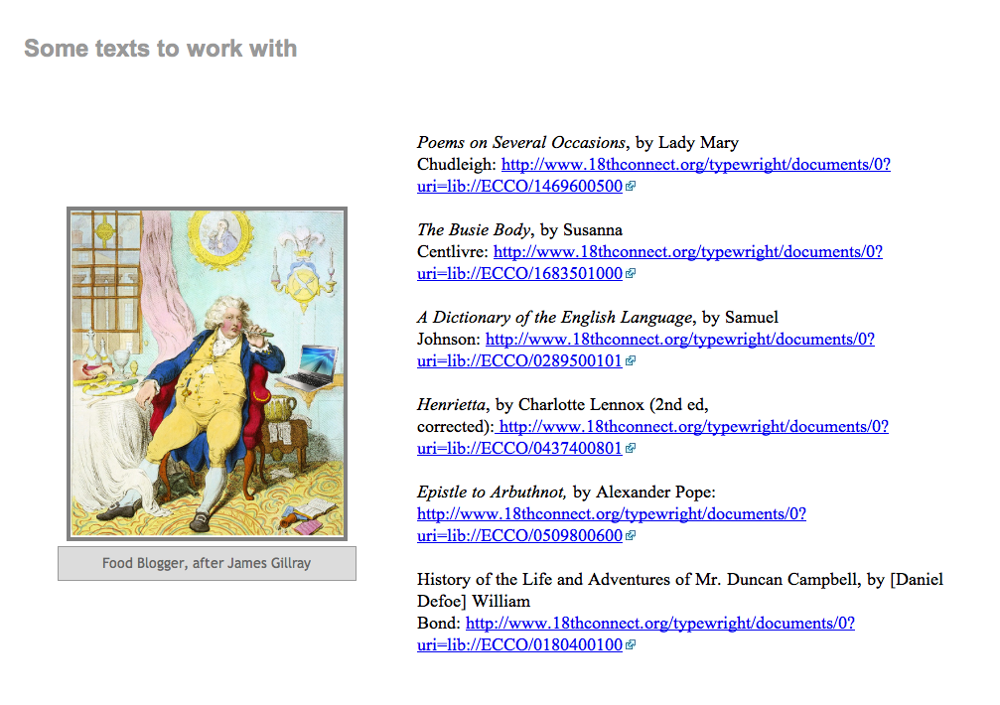 Some texts to work with
Poems on Several Occasions, by Lady Mary
Chudleigh: http://www.18thconnect.org/typewright/documents/0?
uri=lib://ECCO/1469600500
The Busie Body, by Susanna
Centlivre: http://www.18thconnect.org/typewright/documents/0?
uri=lib://ECCO/1683501000
A Dictionary of the English Language, by Samuel
Johnson: http://www.18thconnect.org/typewright/documents/0?
uri=lib://ECCO/0289500101
Henrietta, by Charlotte Lennox (2nd ed,
corrected): http://www.18thconnect.org/typewright/documents/0?
uri=lib://ECCO/0437400801
Epistle to Arbuthnot, by Alexander Pope:
http://www.18thconnect.org/typewright/documents/0?
uri=lib://ECCO/0509800600
History of the Life and Adventures of Mr. Duncan Campbell, by [Daniel
Defoe] William
Bond: http://www.18thconnect.org/typewright/documents/0?
uri=lib://ECCO/0180400100
Food Blogger, after James Gillray